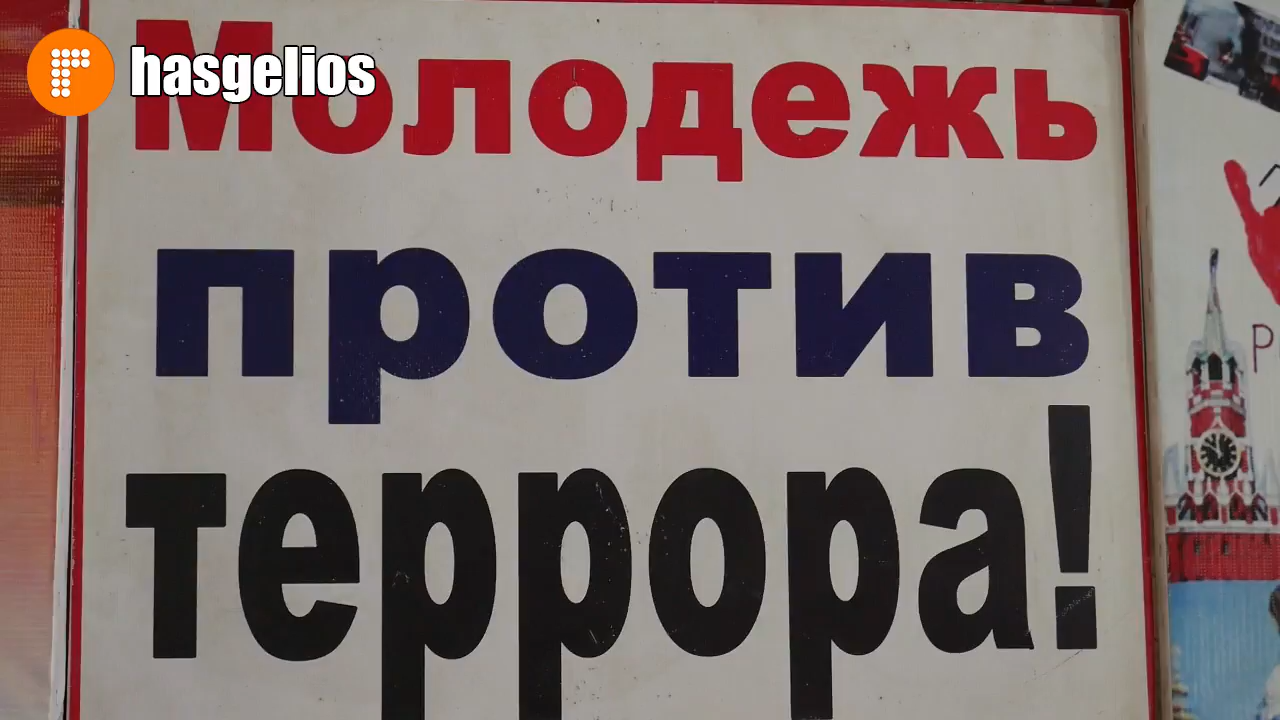 hasgelios
Молодежь
против
террора!